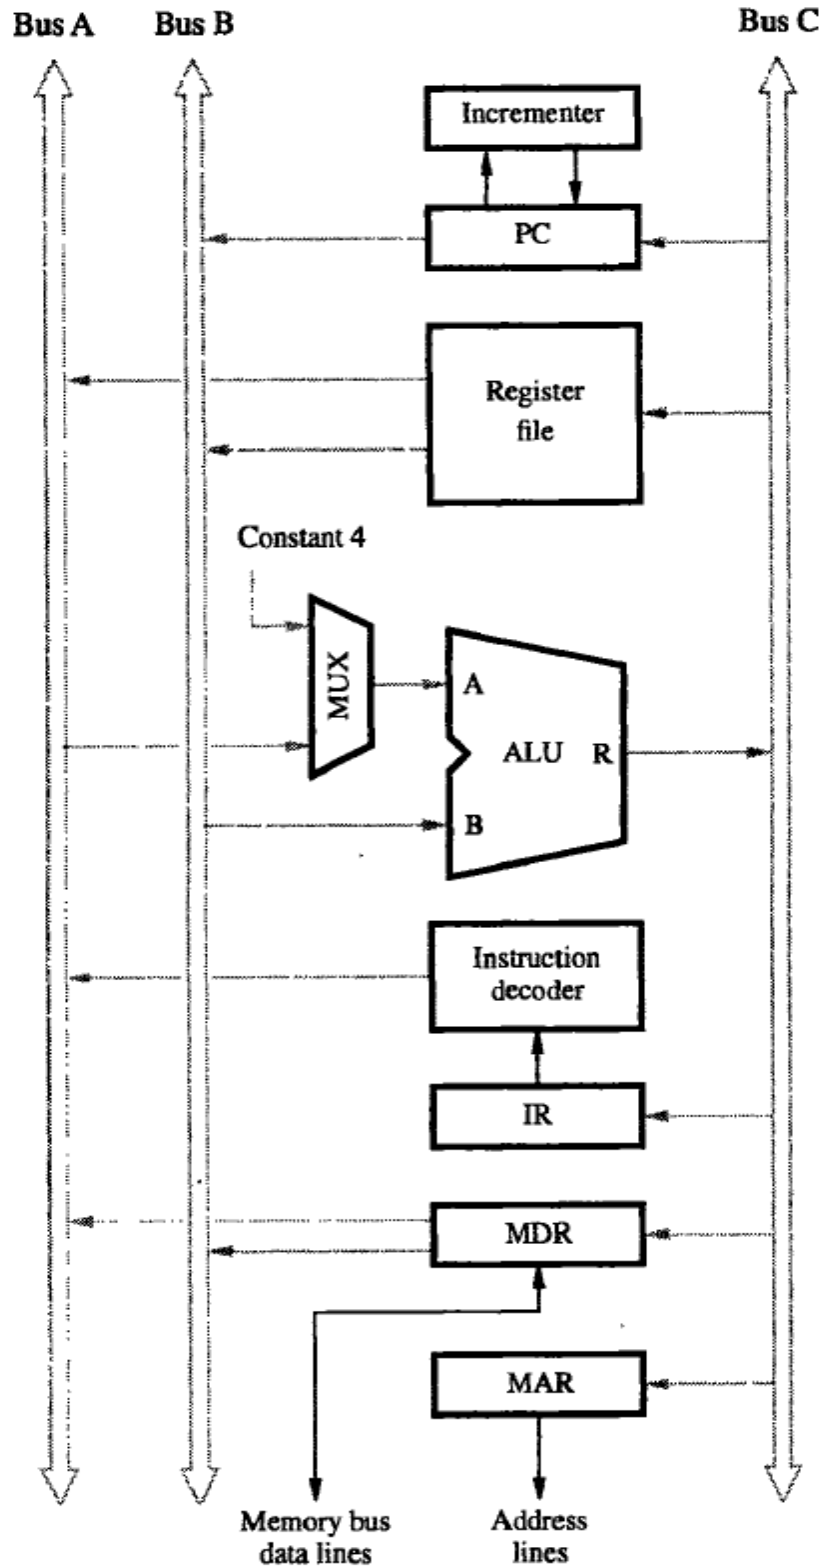 Bus A
Bus B
Bus C
Incrementer
PC
Register
file
Constant 4
MUX
A
ALU
R
B
Instruction
decoder
IR
MDR
MAR
Memory bus
data lines
Address
lines